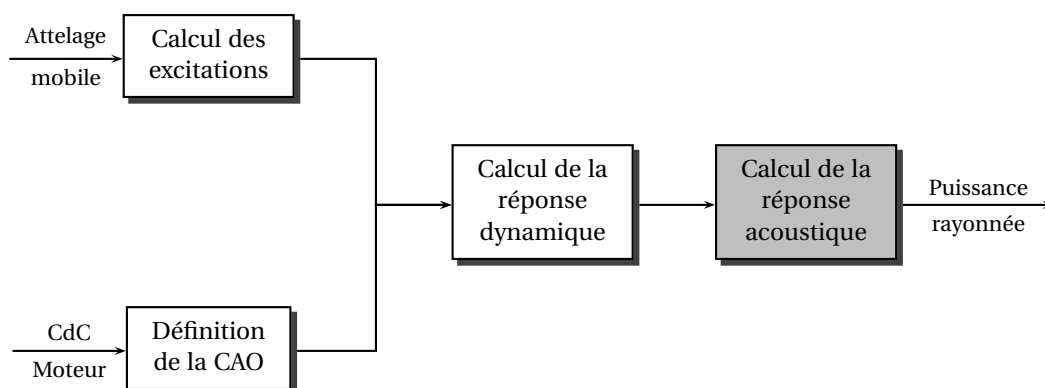 Attelage
mobile
Calcul des
excitations
Calcul de la
réponse
dynamique
Calcul de la
réponse
acoustique
Puissance
rayonnée
CdC
Moteur
Définition
de la CAO